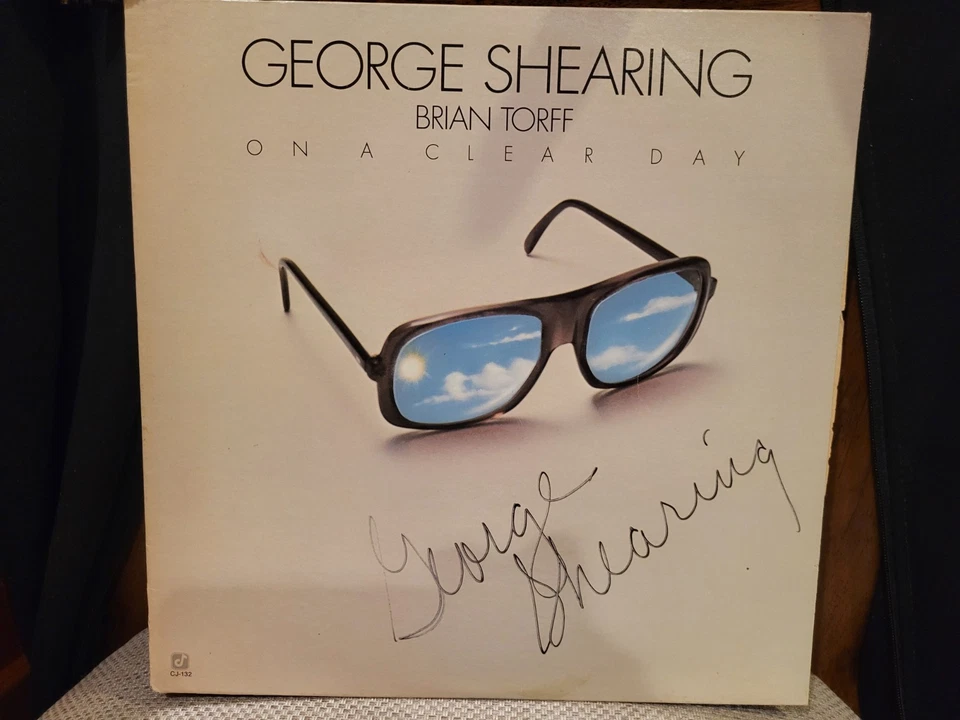 GEORGE SHEARING
BRIAN TORFF
ON A CLEAR DAY
George
Shearing
CJ-132